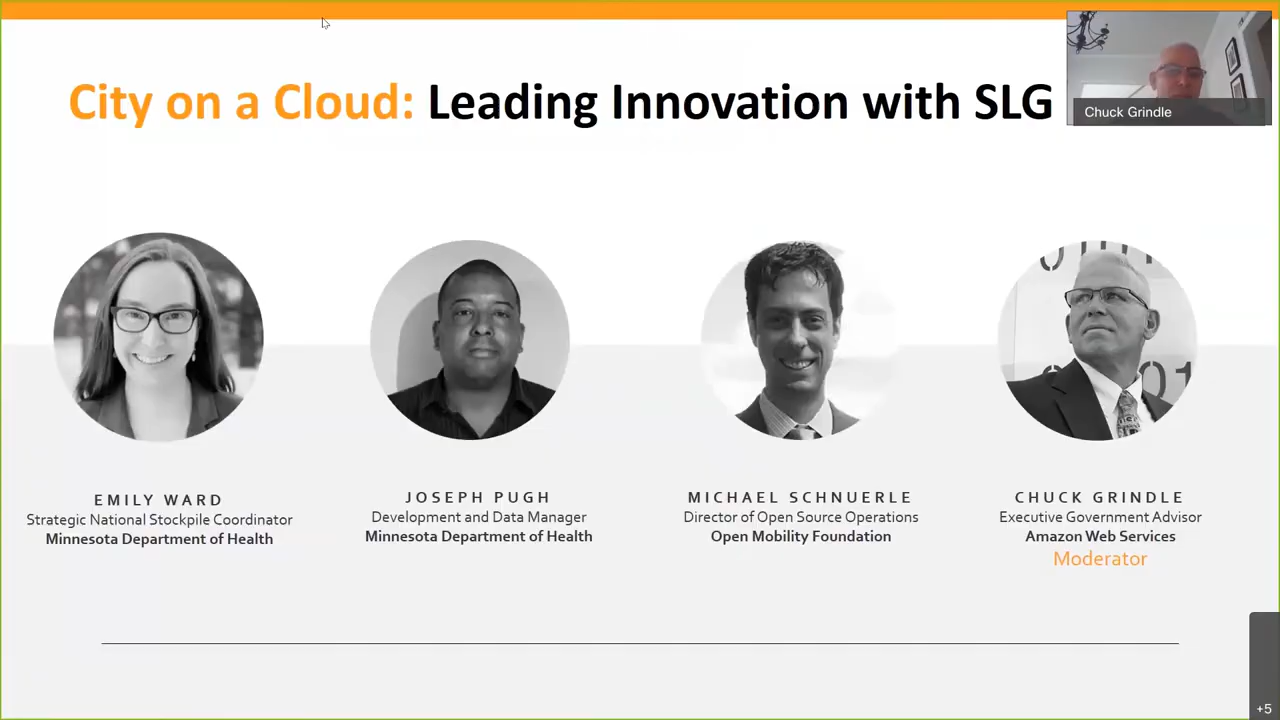 City on a Cloud: Leading Innovation with SLG
Chuck Grindle
EMILY WARD
Strategic National Stockpile Coordinator
Minnesota Department of Health
JOSEPH PUGH
Development and Data Manager
Minnesota Department of Health
MICHAEL SCHNUERLE
Director of Open Source Operations
Open Mobility Foundation
CHUCK GRINDLE
Executive Government Advisor
Amazon Web Services
Moderator
+5